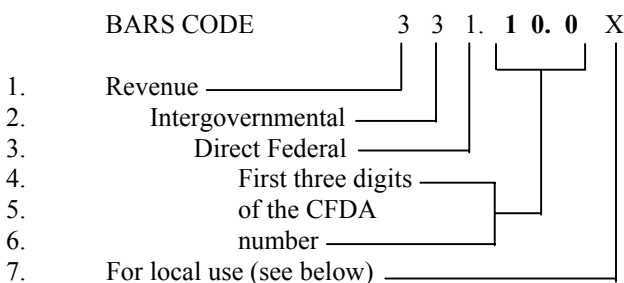 BARS CODE 3 3 1. 1 0. 0 X
1. Revenue
2. Intergovernmental
3. Direct Federal
4. First three digits
5. of the CFDA
6. number
7. For local use (see below)